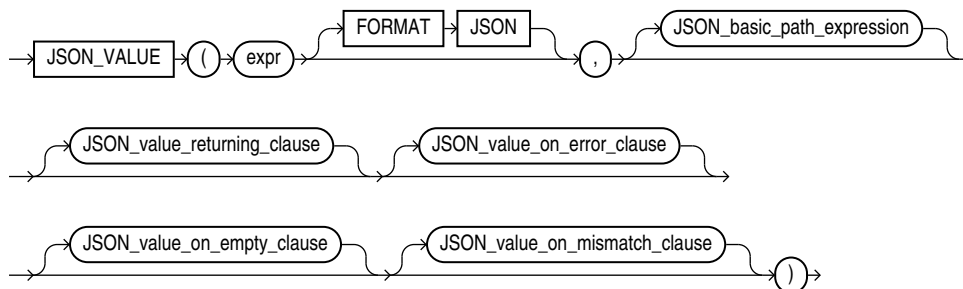 FORMAT JSON JSON_basic_path_expression
JSON_VALUE ( expr ,
JSON_value_returning_clause JSON_value_on_error_clause
JSON_value_on_empty_clause JSON_value_on_mismatch_clause
)